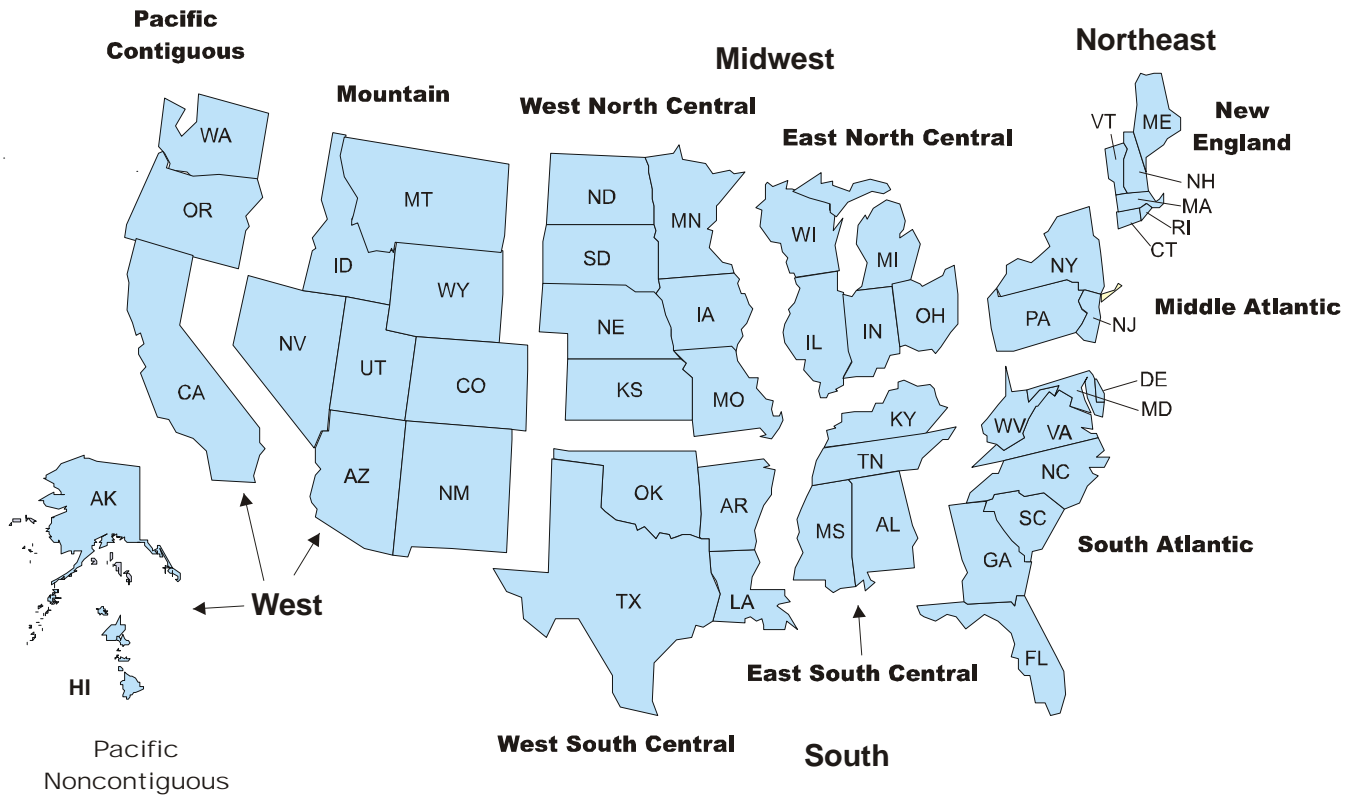 Pacific
Contiguous
Northeast
Midwest
Mountain
West North Central
East North Central
New
England
WA
OR
CA
MT
ID
WY
NV
UT
CO
AZ
NM
ND
SD
NE
KS
MN
IA
MO
WI
MI
IL
IN
OH
VT
ME
NH
MA
RI
CT
NY
PA
NJ
Middle Atlantic
DE
MD
WV
VA
NC
SC
GA
FL
South Atlantic
KY
TN
MS
AL
East South Central
OK
AR
TX
LA
West South Central
South
AK
West
HI
Pacific
Noncontiguous